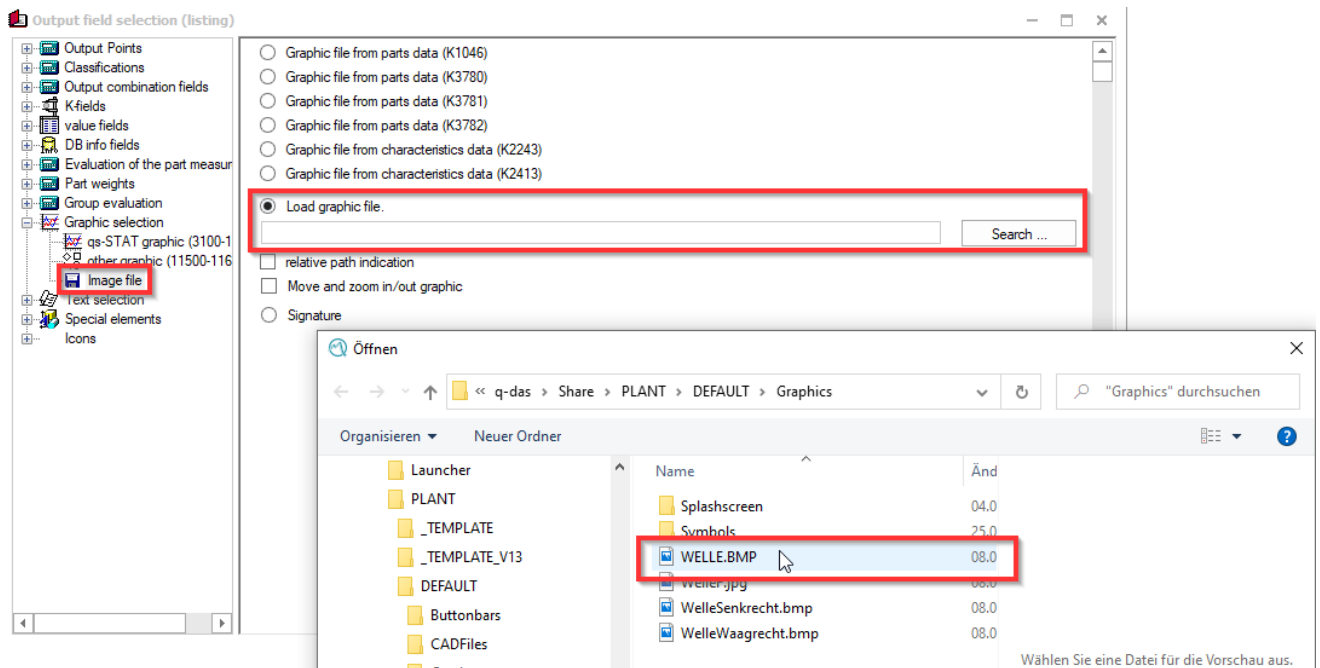 Output field selection (listing)
Output Points
Classifications
Output combination fields
K-fields
value fields
DB info fields
Evaluation of the part measur
Part weights
Group evaluation
Graphic selection
qs-STAT graphic (3100-1
other graphic (11500-116
Image file
Text selection
Special elements
Icons
Graphic file from parts data (K1046)
Graphic file from parts data (K3780)
Graphic file from parts data (K3781)
Graphic file from parts data (K3782)
Graphic file from characteristics data (K2243)
Graphic file from characteristics data (K2413)
Load graphic file.
Search ...
relative path indication
Move and zoom in/out graphic
Signature
Öffnen
« q-das › Share › PLANT › DEFAULT › Graphics
"Graphics" durchsuchen
Organisieren
Neuer Ordner
Launcher
PLANT
_TEMPLATE
_TEMPLATE_V13
DEFAULT
Buttonbars
CADFiles
Name
Änd
Splashscreen
04.0
Symbols
25.0
WELLE.BMP
08.0
WelleP.jpg
08.0
WelleSenkrecht.bmp
08.0
WelleWaagrecht.bmp
08.0
Wählen Sie eine Datei für die Vorschau aus.